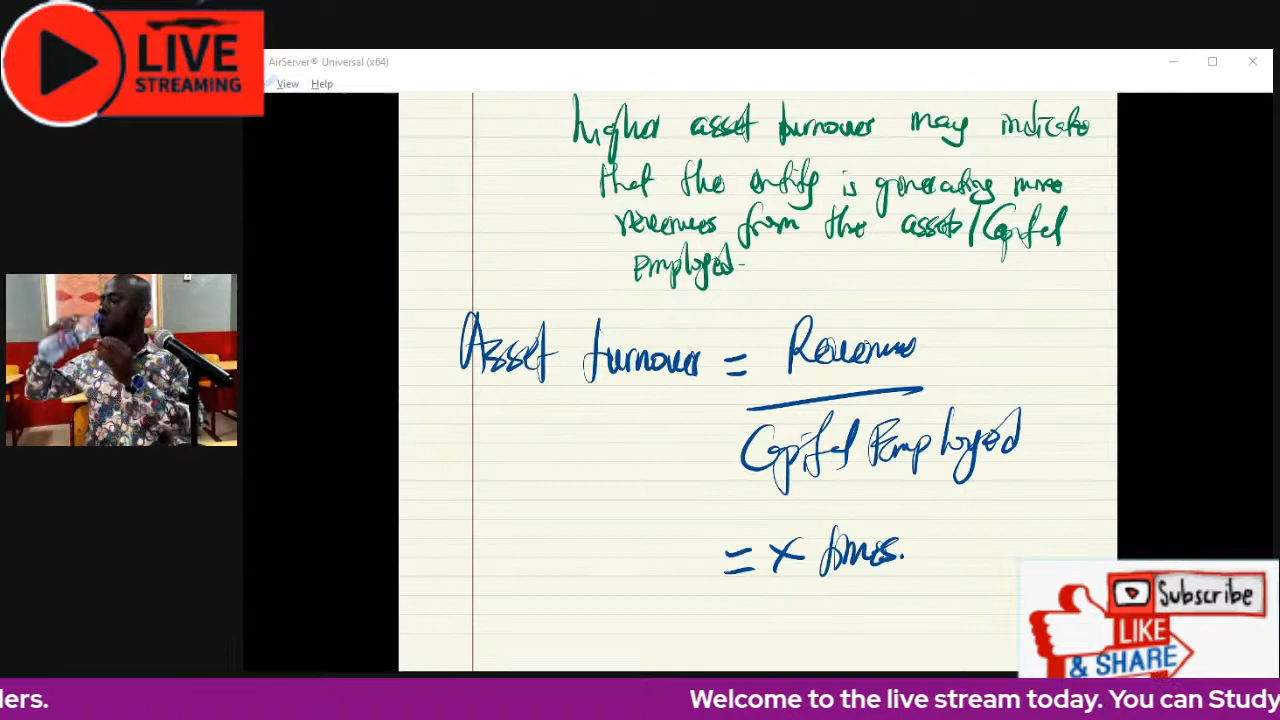 LIVE
STREAMING
AirServer® Universal (x64)
View Help
higher asset turnover may indicate
that the entity is generating more
revenues from the asset/Capital
Employed.
Asset turnover = Revenue
Capital Employed
= x times.
Subscribe
LIKE
& SHARE
ders.
Welcome to the live stream today. You can Study